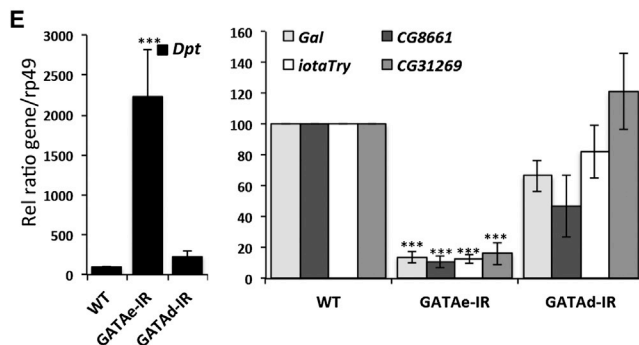 E
Rel ratio gene/rp49
3000
2500
2000
1500
1000
500
0
***
Dpt
WT
GATAe-IR
GATAd-IR
160
140
120
100
80
60
40
20
0
Gal
CG8661
iotaTry
CG31269
***
***
***
***
WT
GATAe-IR
GATAd-IR